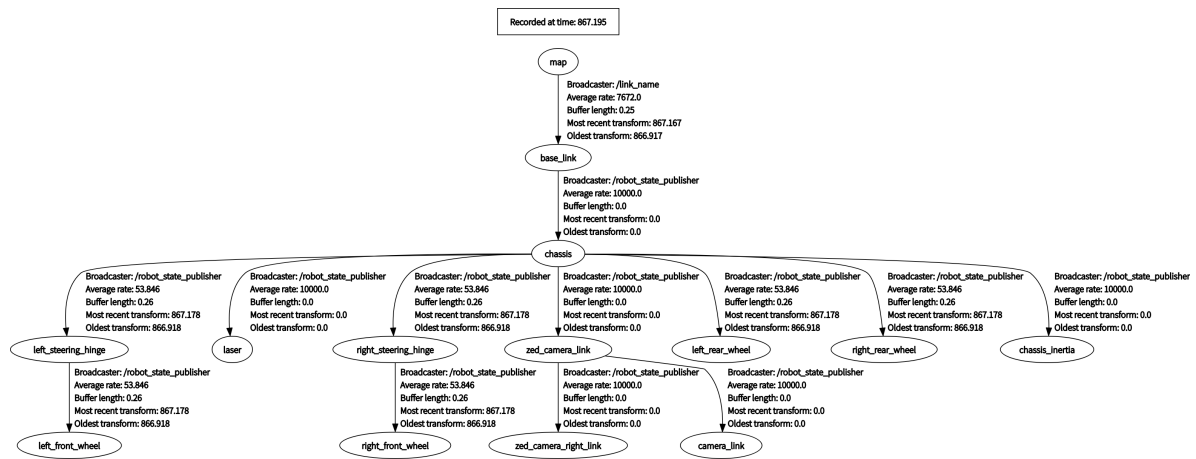 Recorded at time: 867.195
map
Broadcaster: /link_name
Average rate: 7672.0
Buffer length: 0.25
Most recent transform: 867.167
Oldest transform: 866.917
base_link
Broadcaster: /robot_state_publisher
Average rate: 10000.0
Buffer length: 0.0
Most recent transform: 0.0
Oldest transform: 0.0
chassis
Broadcaster: /robot_state_publisher
Average rate: 53.846
Buffer length: 0.26
Most recent transform: 867.178
Oldest transform: 866.918
Broadcaster: /robot_state_publisher
Average rate: 10000.0
Buffer length: 0.0
Most recent transform: 0.0
Oldest transform: 0.0
Broadcaster: /robot_state_publisher
Average rate: 53.846
Buffer length: 0.26
Most recent transform: 867.178
Oldest transform: 866.918
Broadcaster: /robot_state_publisher
Average rate: 10000.0
Buffer length: 0.0
Most recent transform: 0.0
Oldest transform: 0.0
Broadcaster: /robot_state_publisher
Average rate: 53.846
Buffer length: 0.26
Most recent transform: 867.178
Oldest transform: 866.918
Broadcaster: /robot_state_publisher
Average rate: 53.846
Buffer length: 0.26
Most recent transform: 867.178
Oldest transform: 866.918
Broadcaster: /robot_state_publisher
Average rate: 10000.0
Buffer length: 0.0
Most recent transform: 0.0
Oldest transform: 0.0
left_steering_hinge
laser
right_steering_hinge
zed_camera_link
left_rear_wheel
right_rear_wheel
chassis_inertia
Broadcaster: /robot_state_publisher
Average rate: 53.846
Buffer length: 0.26
Most recent transform: 867.178
Oldest transform: 866.918
Broadcaster: /robot_state_publisher
Average rate: 53.846
Buffer length: 0.26
Most recent transform: 867.178
Oldest transform: 866.918
Broadcaster: /robot_state_publisher
Average rate: 10000.0
Buffer length: 0.0
Most recent transform: 0.0
Oldest transform: 0.0
Broadcaster: /robot_state_publisher
Average rate: 10000.0
Buffer length: 0.0
Most recent transform: 0.0
Oldest transform: 0.0
left_front_wheel
right_front_wheel
zed_camera_right_link
camera_link